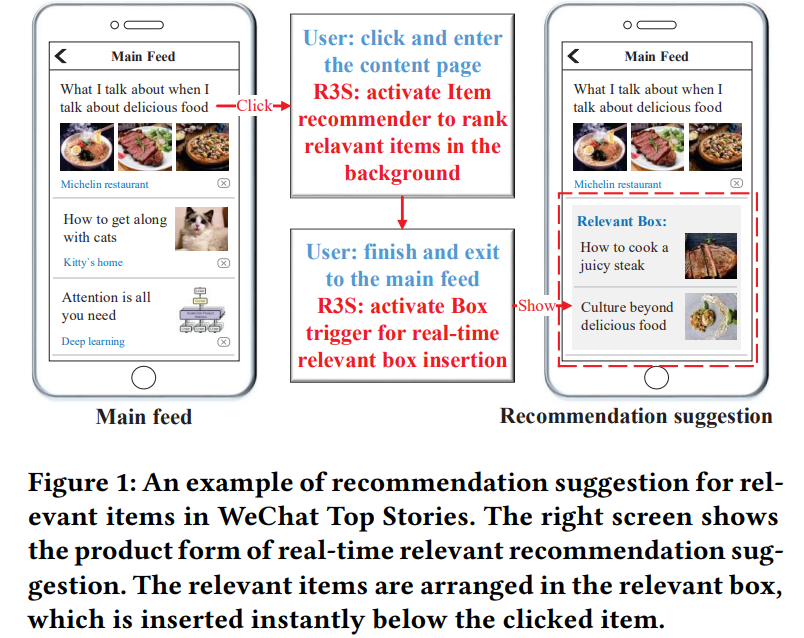 Main Feed
What I talk about when I
talk about delicious food
Michelin restaurant
How to get along
with cats
Kitty`s home
Attention is all
you need
Deep learning
Main feed
Click
User: click and enter
the content page
R3S: activate Item
recommender to rank
relavant items in the
background
User: finish and exit
to the main feed
R3S: activate Box
trigger for real-time
relevant box insertion
Show
Main Feed
What I talk about when I
talk about delicious food
Michelin restaurant
Relevant Box:
How to cook a
juicy steak
Culture beyond
delicious food
Recommendation suggestion
Figure 1: An example of recommendation suggestion for rel-
evant items in WeChat Top Stories. The right screen shows
the product form of real-time relevant recommendation sug-
gestion. The relevant items are arranged in the relevant box,
which is inserted instantly below the clicked item.